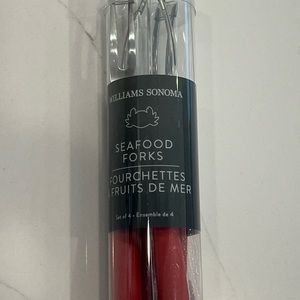 WILLIAMS SONOMA
SEAFOOD
FORKS
FOURCHETTES
À FRUITS DE MER
Set of 4 • Ensemble de 4